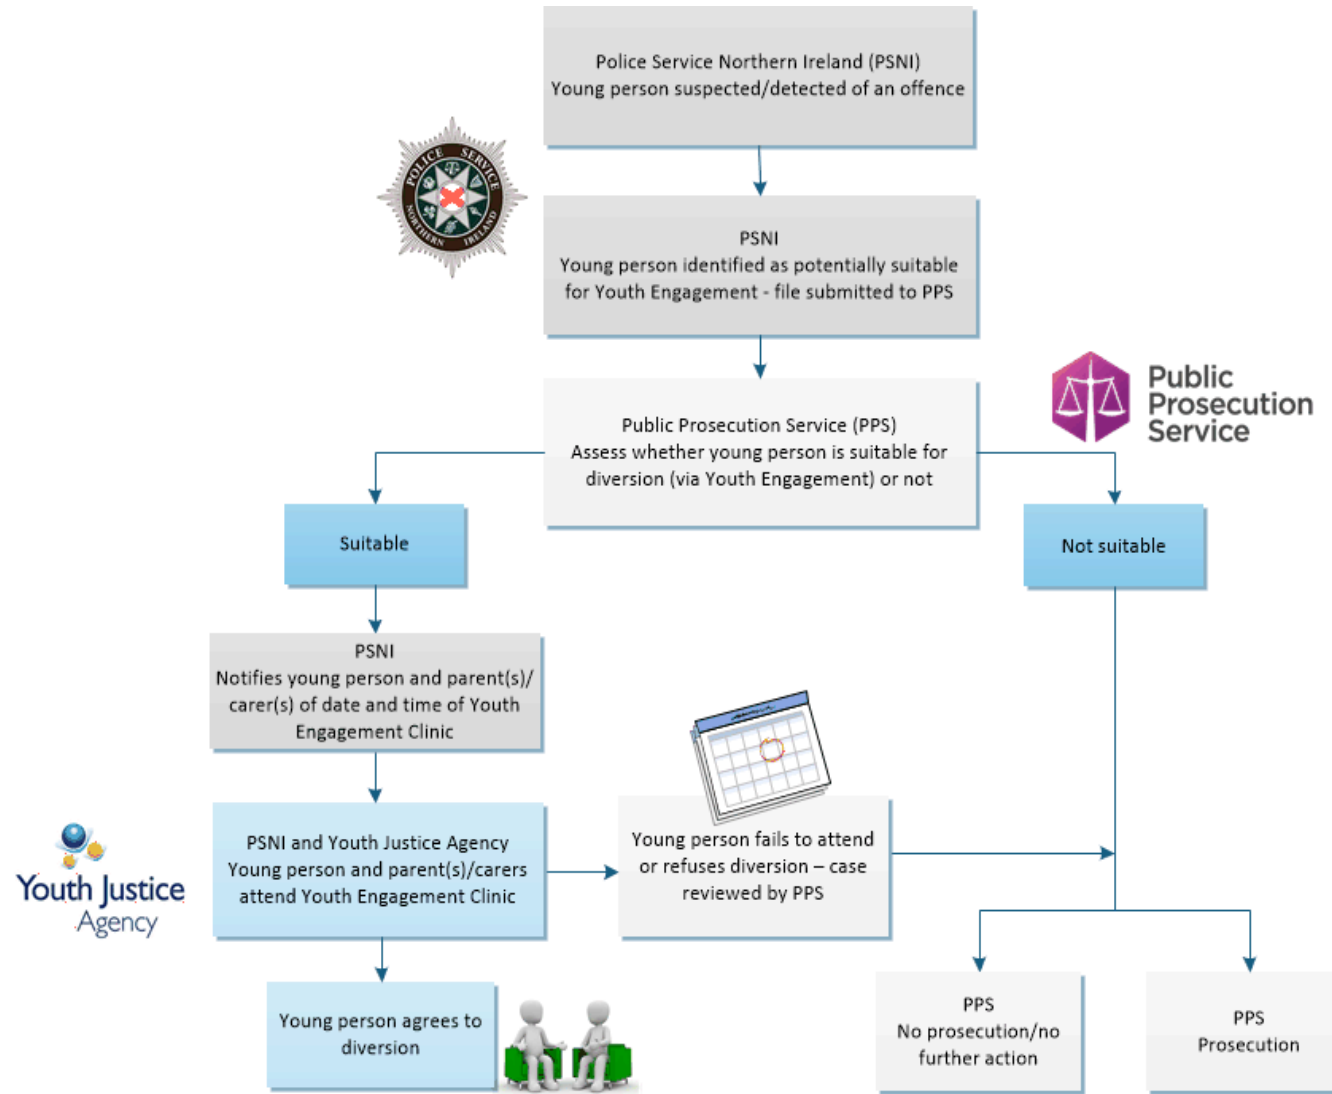 Police Service Northern Ireland (PSNI)
Young person suspected/detected of an offence
POLICE SERVICE
NORTHERN IRELAND
PSNI
Young person identified as potentially suitable
for Youth Engagement - file submitted to PPS
Public
Prosecution
Service
Public Prosecution Service (PPS)
Assess whether young person is suitable for
diversion (via Youth Engagement) or not
Suitable
Not suitable
PSNI
Notifies young person and parent(s)/
carer(s) of date and time of Youth
Engagement Clinic
Youth Justice
Agency
PSNI and Youth Justice Agency
Young person and parent(s)/carers
attend Youth Engagement Clinic
Young person fails to attend
or refuses diversion – case
reviewed by PPS
Young person agrees to
diversion
PPS
No prosecution/no
further action
PPS
Prosecution